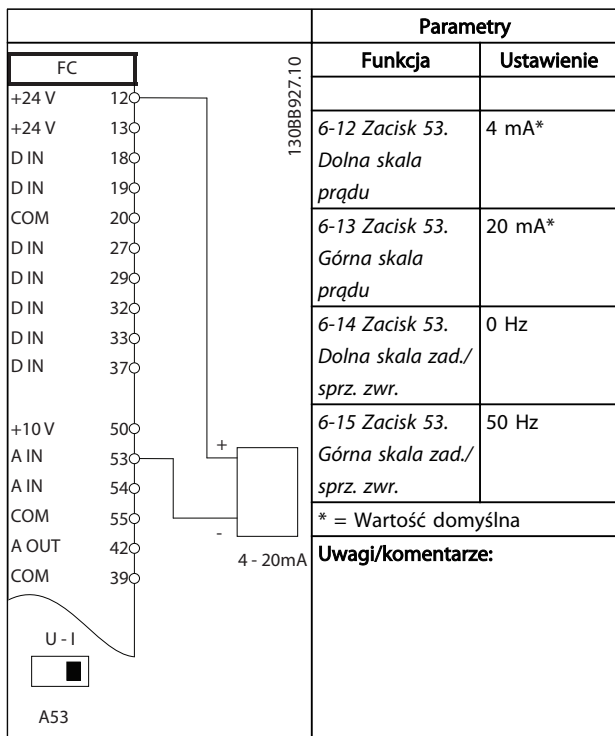 FC
+24 V 12
+24 V 13
D IN 18
D IN 19
COM 20
D IN 27
D IN 29
D IN 32
D IN 33
D IN 37
+10 V 50
A IN 53
A IN 54
COM 55
A OUT 42
COM 39
U - I
A53
+
-
4 - 20mA
130BB927.10
Parametry
Funkcja Ustawienie
6-12 Zacisk 53. 4 mA*
Dolna skala
prądu
6-13 Zacisk 53. 20 mA*
Górna skala
prądu
6-14 Zacisk 53. 0 Hz
Dolna skala zad./
sprz. zwr.
6-15 Zacisk 53. 50 Hz
Górna skala zad./
sprz. zwr.
* = Wartość domyślna
Uwagi/komentarze: